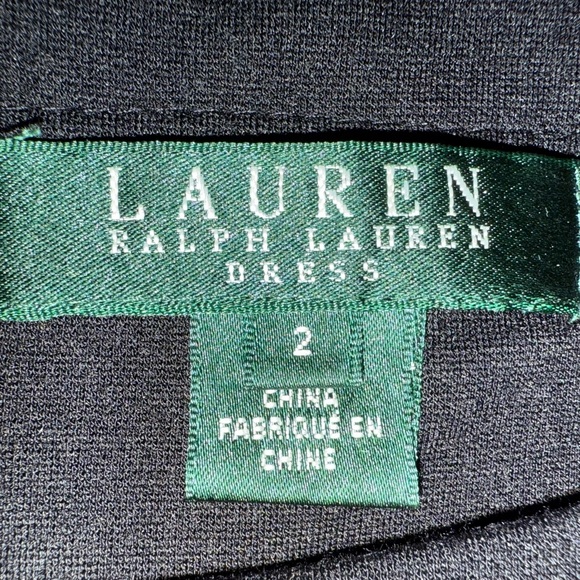 LAUREN
RALPH LAUREN
DRESS
2
CHINA
FABRIQUÉ EN
CHINE